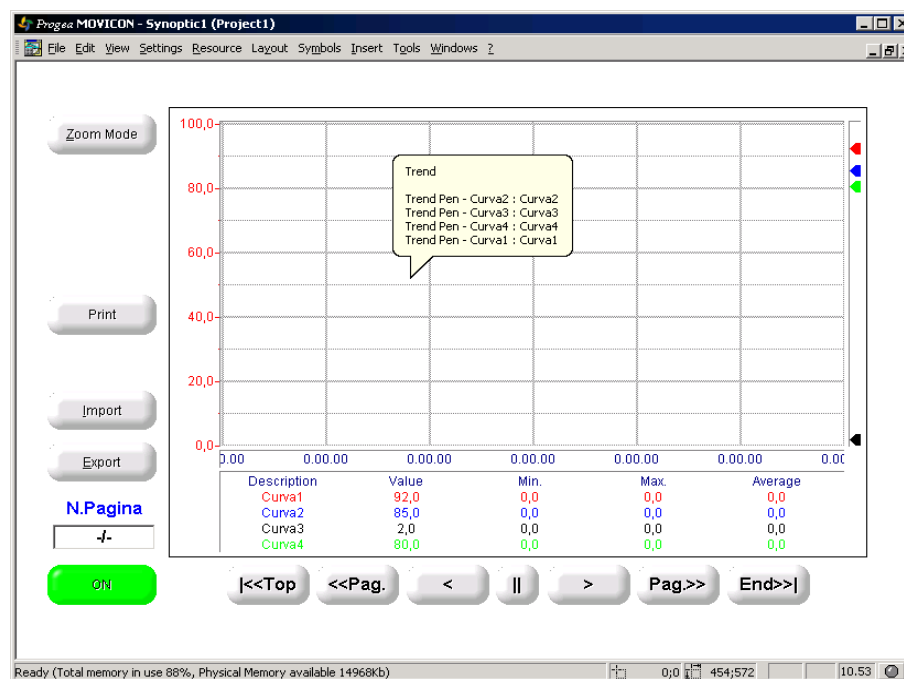 Progea MOVICON - Synoptic1 (Project1)
File Edit View Settings Resource Layout Symbols Insert Tools Windows ?
Zoom Mode
100,0
80,0
60,0
40,0
20,0
0,0
Trend
Trend Pen - Curva2 : Curva2
Trend Pen - Curva3 : Curva3
Trend Pen - Curva4 : Curva4
Trend Pen - Curva1 : Curva1
Print
Import
Export
N.Pagina
-/-
ON
0.00 0.00.00 0.00.00 0.00.00 0.00.00 0.00.00 0.00
Description Value Min. Max. Average
Curva1 92,0 0,0 0,0 0,0
Curva2 85,0 0,0 0,0 0,0
Curva3 2,0 0,0 0,0 0,0
Curva4 80,0 0,0 0,0 0,0
|<<Top <<Pag. < || > Pag.>> End>>|
Ready (Total memory in use 88%, Physical Memory available 14968Kb) 0;0 454;572 10.53